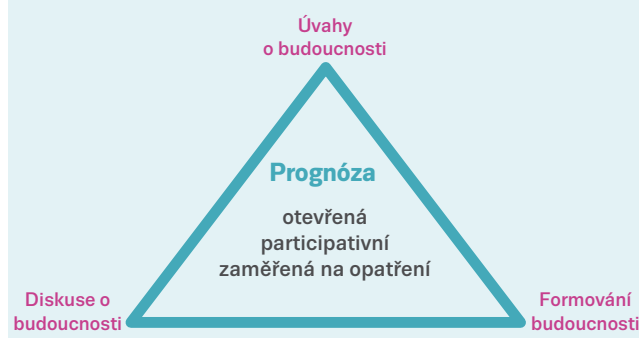 Úvahy
o budoucnosti
Prognóza
otevřená
participativní
zaměřená na opatření
Diskuse o
budoucnosti
Formování
budoucnosti